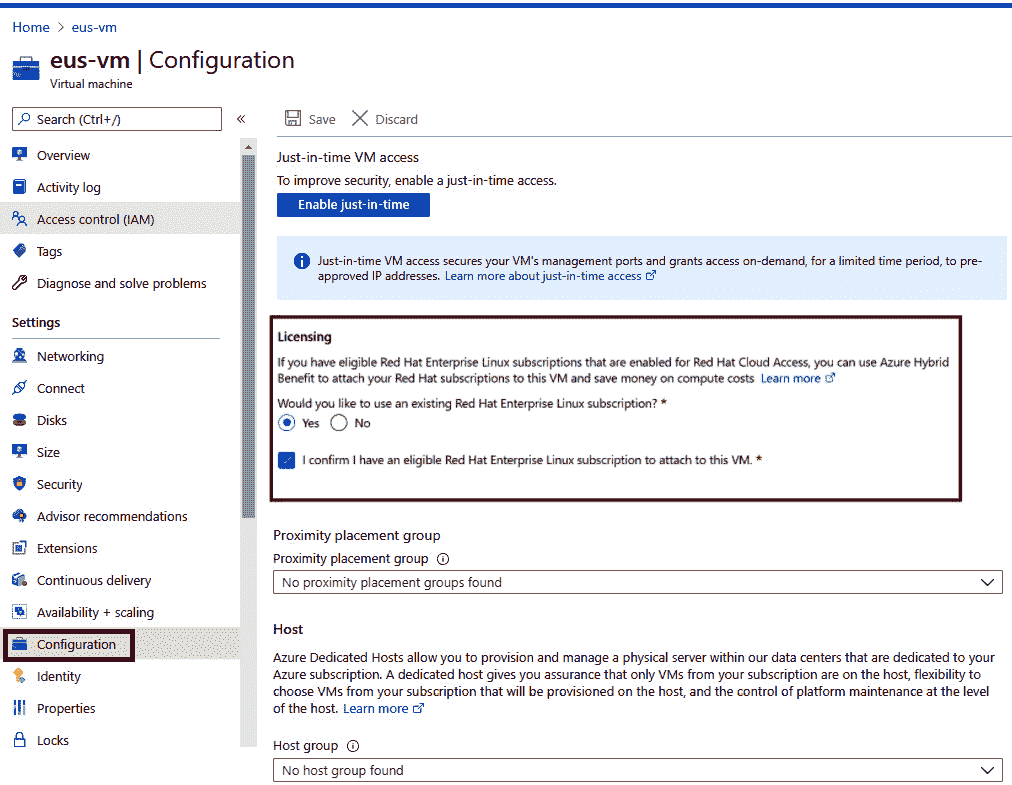 Home > eus-vm
eus-vm | Configuration
Virtual machine
Search (Ctrl+/)
«
Overview
Activity log
Access control (IAM)
Tags
Diagnose and solve problems
Settings
Networking
Connect
Disks
Size
Security
Advisor recommendations
Extensions
Continuous delivery
Availability + scaling
Configuration
Identity
Properties
Locks
Save
Discard
Just-in-time VM access
To improve security, enable a just-in-time access.
Enable just-in-time
Just-in-time VM access secures your VM's management ports and grants access on-demand, for a limited time period, to pre-
approved IP addresses. Learn more about just-in-time access
Licensing
If you have eligible Red Hat Enterprise Linux subscriptions that are enabled for Red Hat Cloud Access, you can use Azure Hybrid
Benefit to attach your Red Hat subscriptions to this VM and save money on compute costs Learn more
Would you like to use an existing Red Hat Enterprise Linux subscription? *
Yes No
I confirm I have an eligible Red Hat Enterprise Linux subscription to attach to this VM. *
Proximity placement group
Proximity placement group
No proximity placement groups found
Host
Azure Dedicated Hosts allow you to provision and manage a physical server within our data centers that are dedicated to your
Azure subscription. A dedicated host gives you assurance that only VMs from your subscription are on the host, flexibility to
choose VMs from your subscription that will be provisioned on the host, and the control of platform maintenance at the level
of the host. Learn more
Host group
No host group found